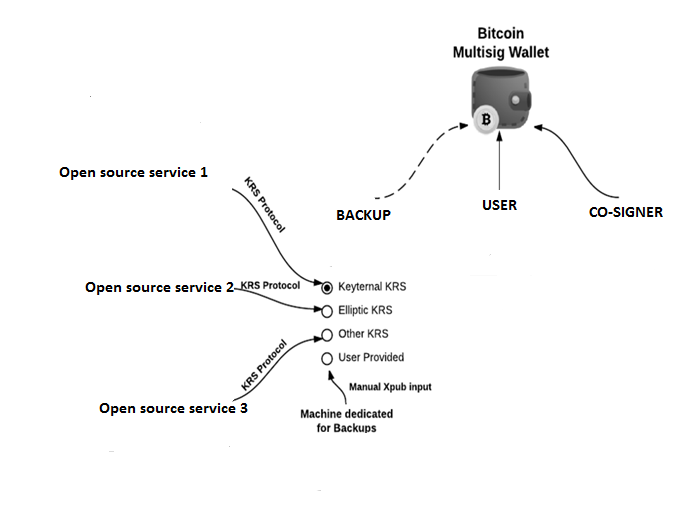 Bitcoin
Multisig Wallet
B
Open source service 1
KRS Protocol
BACKUP
USER
CO-SIGNER
Open source service 2
KRS Protocol
Keyternal KRS
Elliptic KRS
Other KRS
User Provided
KRS Protocol
Manual Xpub input
Open source service 3
Machine dedicated
for Backups